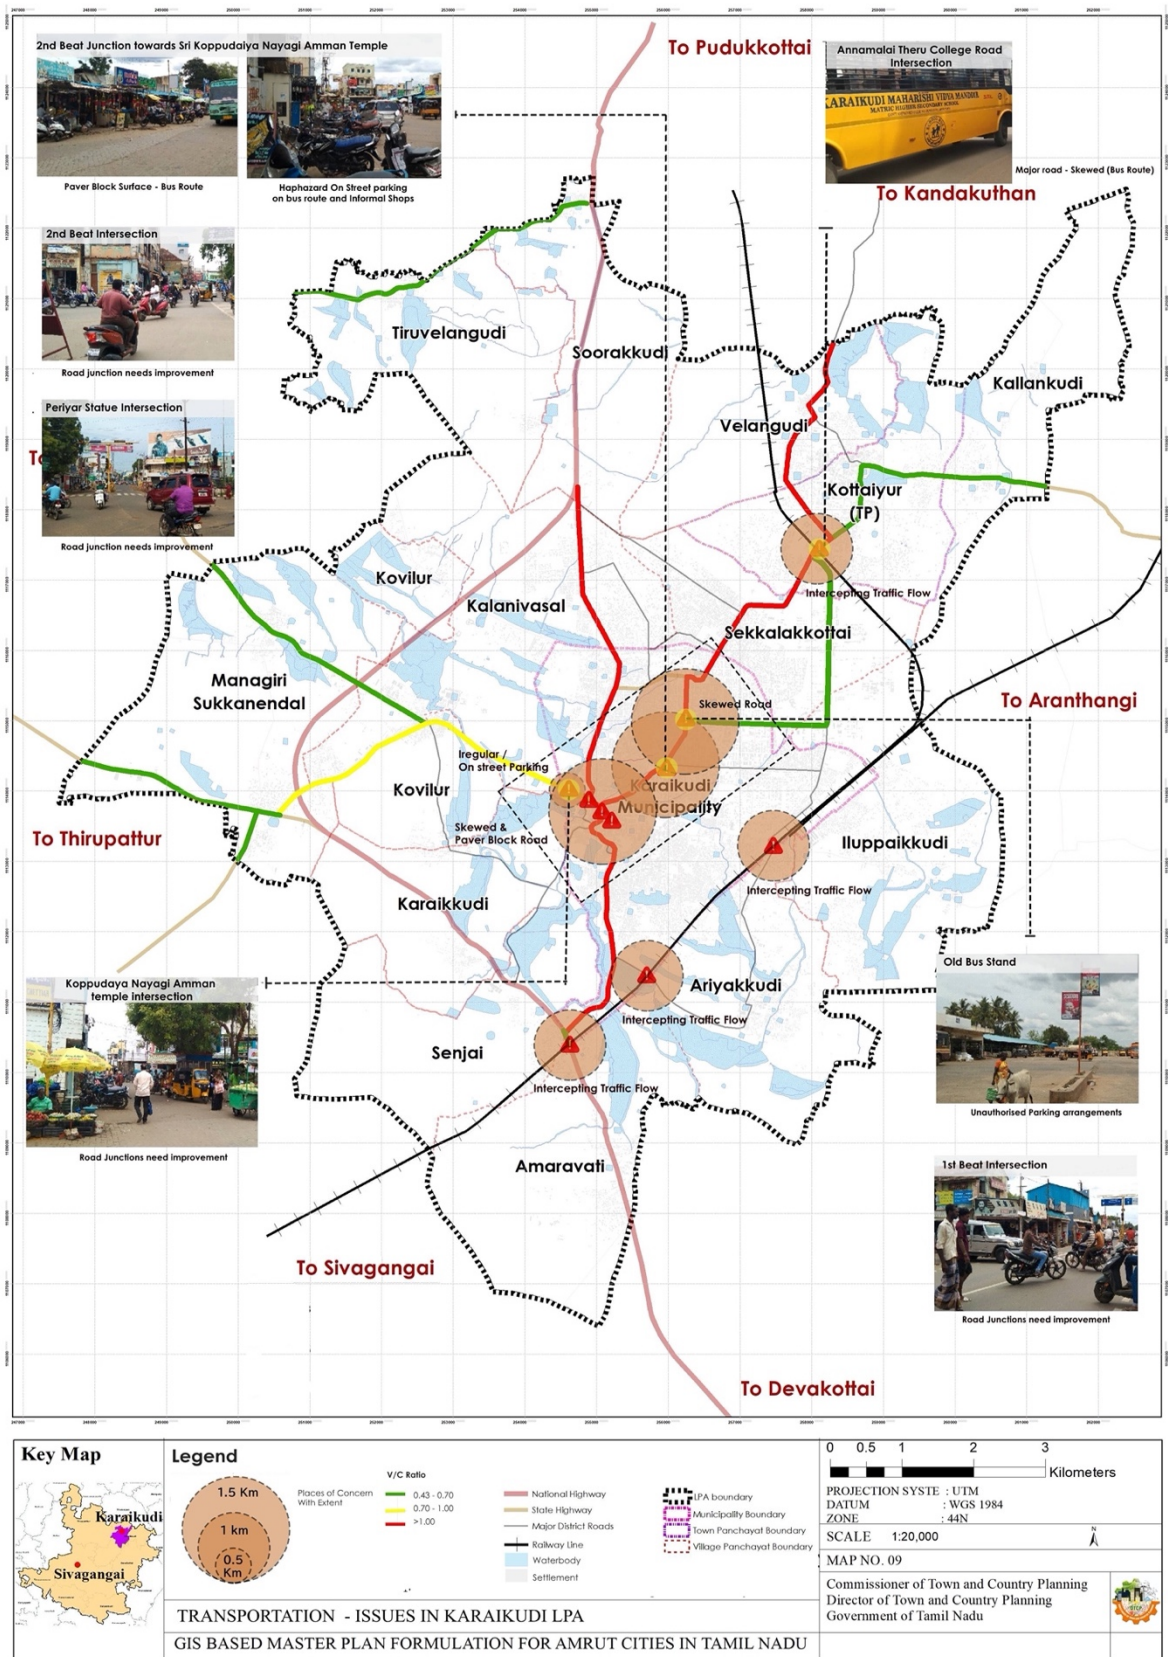 2nd Beat Junction towards Sri Koppudaiya Nayagi Amman Temple
Paver Block Surface - Bus Route
Haphazard On Street parking
on bus route and Informal Shops
To Pudukkottai
Annamalai Theru College Road
Intersection
KARAIKUDI MAHARISHI VIDYA MANDHIR
MATRIC HIGHER SECONDARY SCHOOL
Major road - Skewed (Bus Route)
To Kandakuthan
2nd Beat Intersection
Road junction needs improvement
Periyar Statue Intersection
Road junction needs improvement
To
Tiruvelangudi
Soorakkudi
Kallankudi
Velangudi
Kottaiyur
(TP)
Kovilur
Kalanivasal
Intercepting Traffic Flow
Sekkalakkottai
Managiri
Sukkanendal
Skewed Road
To Aranthangi
Iregular /
On street Parking
Kovilur
Karaikudi
Municipality
To Thirupattur
Skewed &
Paver Block Road
Iluppaikkudi
Intercepting Traffic Flow
Karaikkudi
Old Bus Stand
Unauthorised Parking arrangements
Koppudaya Nayagi Amman
temple intersection
Road Junctions need improvement
Ariyakkudi
Intercepting Traffic Flow
Senjai
Intercepting Traffic Flow
Amaravati
1st Beat Intersection
Road Junctions need improvement
To Sivagangai
To Devakottai
Key Map
Karaikudi
Sivagangai
Legend
1.5 Km
1 km
0.5
Km
Places of Concern
With Extent
V/C Ratio
0.43 - 0.70
0.70 - 1.00
>1.00
National Highway
State Highway
Major District Roads
Railway Line
Waterbody
Settlement
LPA boundary
Municipality Boundary
Town Panchayat Boundary
Village Panchayat Boundary
0 0.5 1 2 3
Kilometers
PROJECTION SYSTE : UTM
DATUM : WGS 1984
ZONE : 44N
SCALE 1:20,000
N
MAP NO. 09
Commissioner of Town and Country Planning
Director of Town and Country Planning
Government of Tamil Nadu
TRANSPORTATION - ISSUES IN KARAIKUDI LPA
GIS BASED MASTER PLAN FORMULATION FOR AMRUT CITIES IN TAMIL NADU